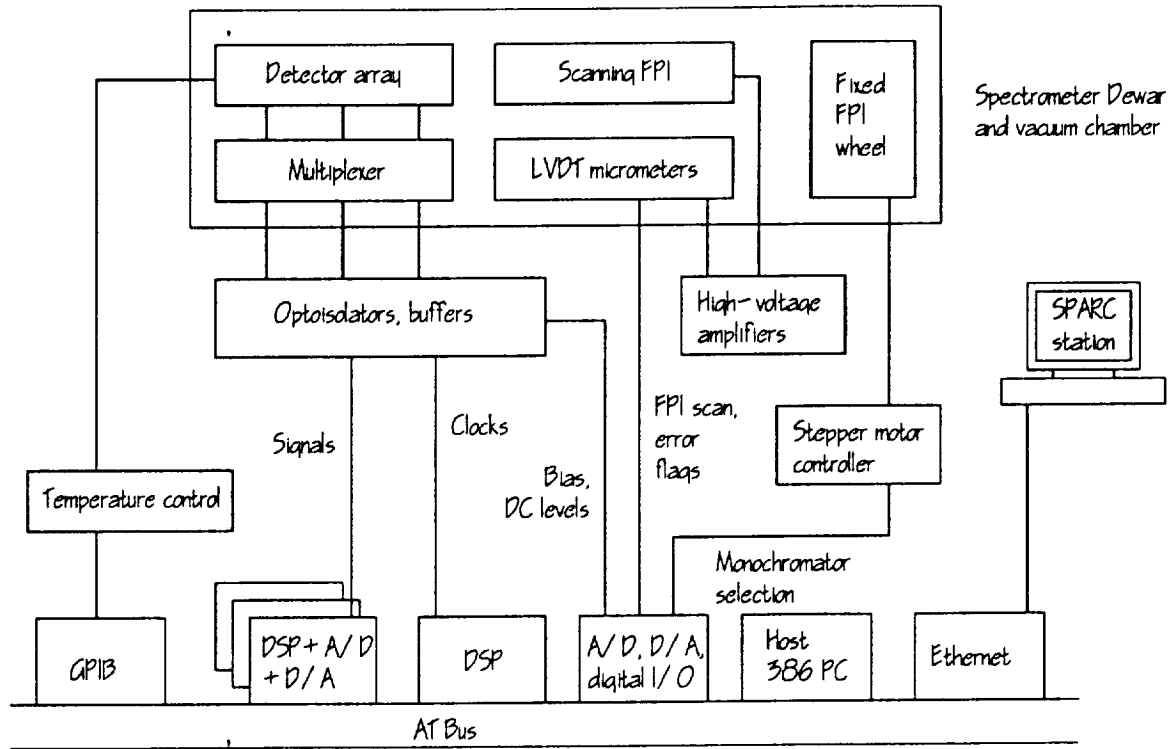 Detector array
Scanning FPI
Fixed
FPI
wheel
Spectrometer Dewar
and vacuum chamber
Multiplexer
LVDT micrometers
Optoisolators, buffers
High-voltage
amplifiers
SPARC
station
Signals
Clocks
FPI scan,
error
flags
Stepper motor
controller
Temperature control
Bias,
DC levels
Monochromator
selection
GPIB
DSP + A/D
+ D/A
DSP
A/D, D/A,
digital I/O
Host
386 PC
Ethernet
AT Bus